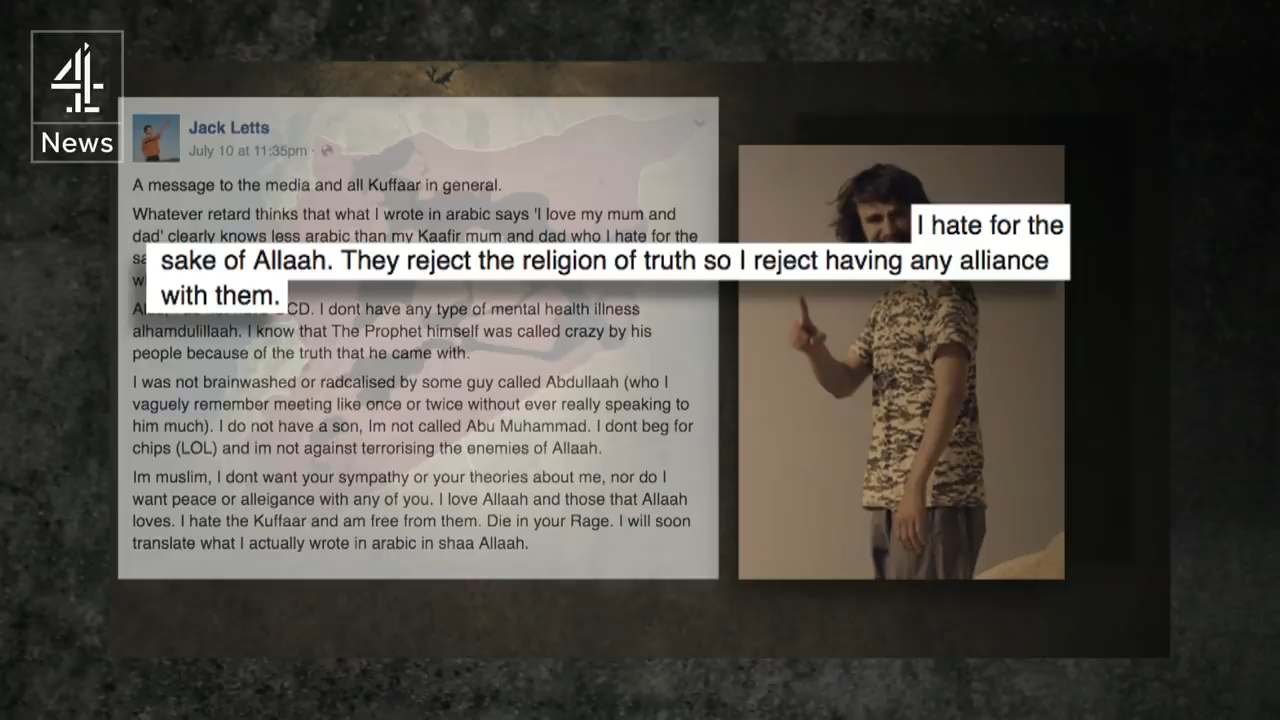 4
News
Jack Letts
July 10 at 11:35pm ·
A message to the media and all Kuffaar in general.
Whatever retard thinks that what I wrote in arabic says 'I love my mum and
dad' clearly knows less arabic than my Kaafir mum and dad who I hate for the
sa
w
I hate for the
sake of Allaah. They reject the religion of truth so I reject having any alliance
with them.
CD. I dont have any type of mental health illness
alhamdulillaah. I know that The Prophet himself was called crazy by his
people because of the truth that he came with.
I was not brainwashed or radcalised by some guy called Abdullaah (who I
vaguely remember meeting like once or twice without ever really speaking to
him much). I do not have a son, Im not called Abu Muhammad. I dont beg for
chips (LOL) and im not against terrorising the enemies of Allaah.
Im muslim, I dont want your sympathy or your theories about me, nor do I
want peace or alleigance with any of you. I love Allaah and those that Allaah
loves. I hate the Kuffaar and am free from them. Die in your Rage. I will soon
translate what I actually wrote in arabic in shaa Allaah.